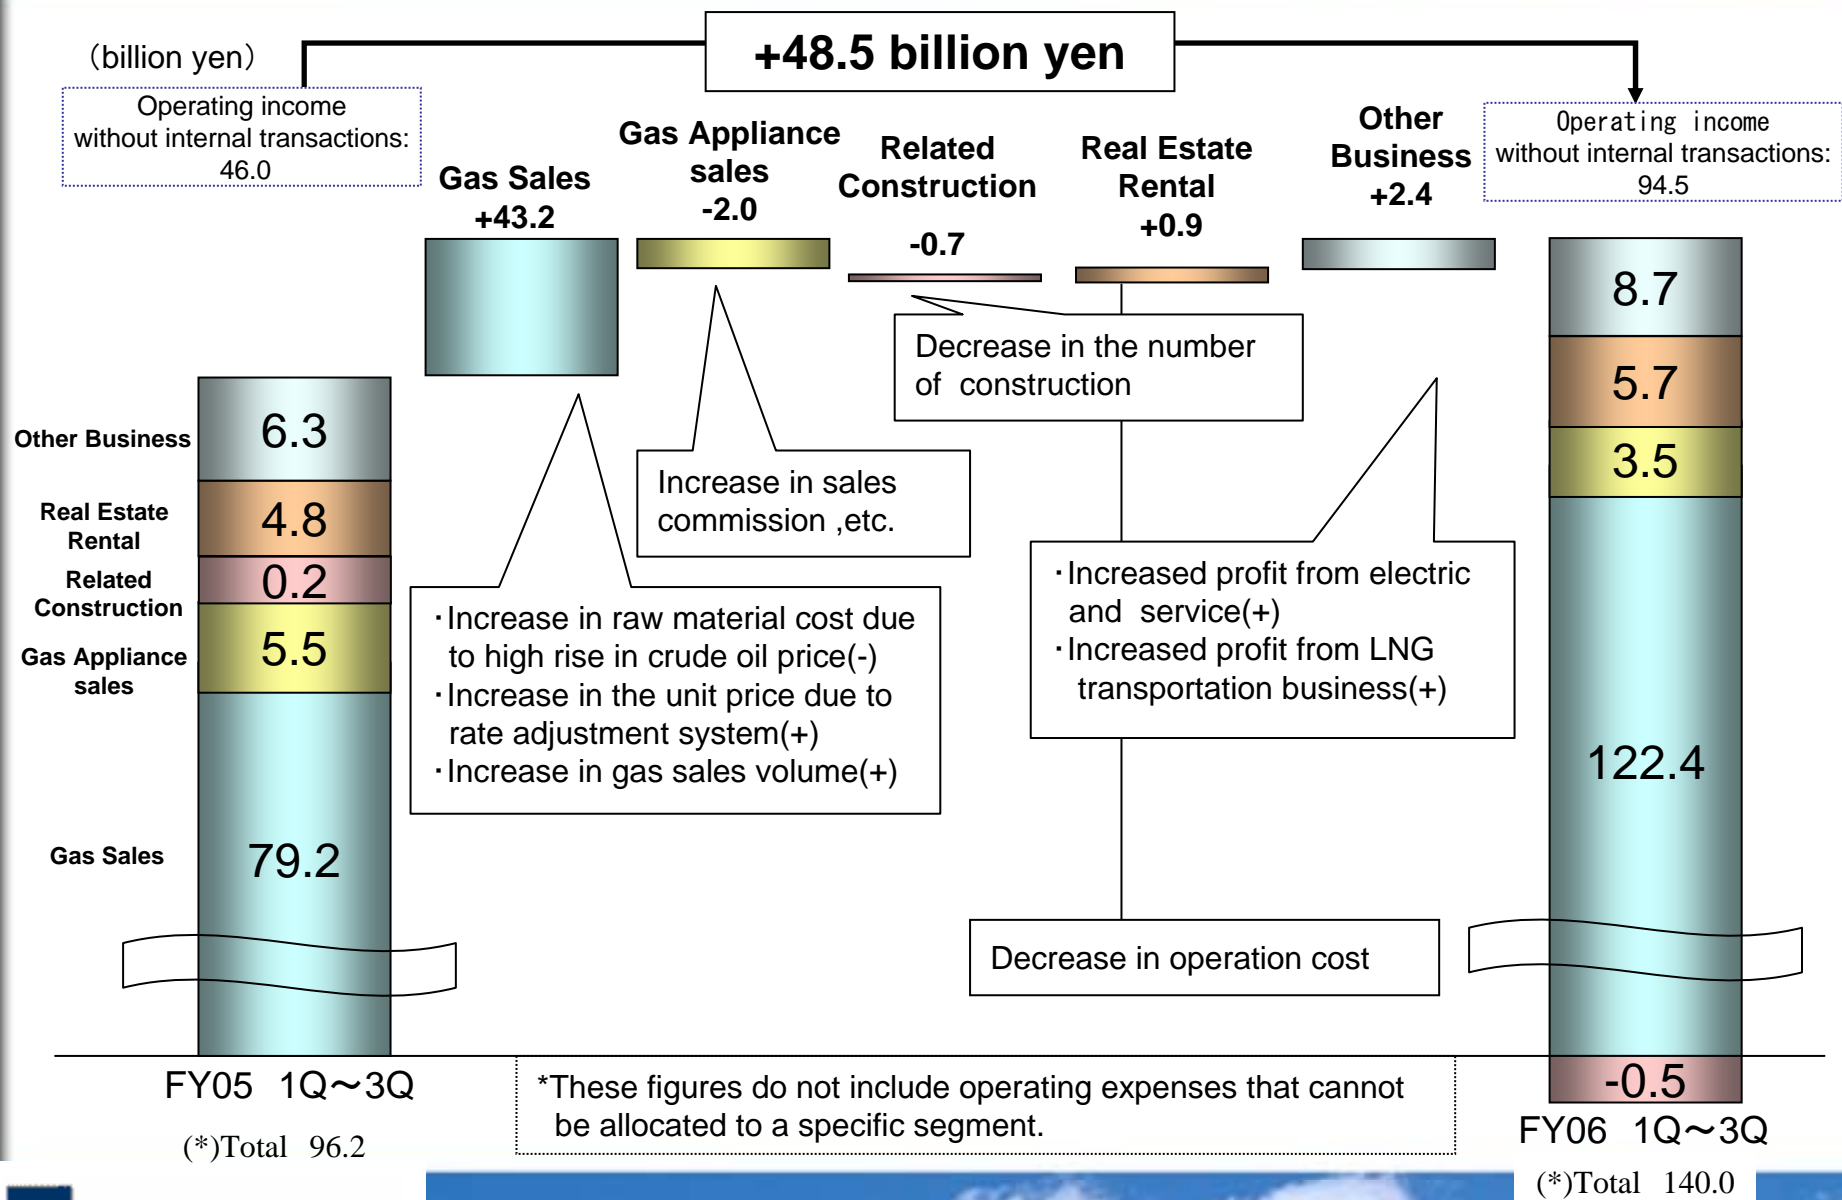 +48.5 billion yen
（billion yen）
Operating income
without internal transactions:
46.0
Gas Sales
+43.2
Gas Appliance
sales
-2.0
Related
Construction
-0.7
Real Estate
Rental
+0.9
Other
Business
+2.4
Operating income
without internal transactions:
94.5
Other Business
6.3
Real Estate
Rental
4.8
Related
Construction
0.2
Gas Appliance
sales
5.5
Gas Sales
79.2
・Increase in raw material cost due
to high rise in crude oil price(-)
・Increase in the unit price due to
rate adjustment system(+)
・Increase in gas sales volume(+)
Increase in sales
commission ,etc.
Decrease in the number
of construction
・Increased profit from electric
and service(+)
・Increased profit from LNG
transportation business(+)
Decrease in operation cost
8.7
5.7
3.5
122.4
-0.5
FY05 1Q～3Q
(*)Total 96.2
*These figures do not include operating expenses that cannot
be allocated to a specific segment.
FY06 1Q～3Q
(*)Total 140.0